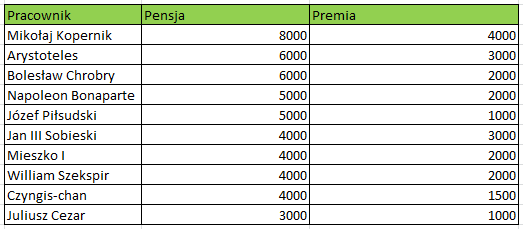 Pracownik Pensja Premia
Mikołaj Kopernik 8000 4000
Arystoteles 6000 3000
Bolesław Chrobry 6000 2000
Napoleon Bonaparte 5000 2000
Józef Piłsudski 5000 1000
Jan III Sobieski 4000 3000
Mieszko I 4000 2000
William Szekspir 4000 2000
Czyngis-chan 4000 1500
Juliusz Cezar 3000 1000